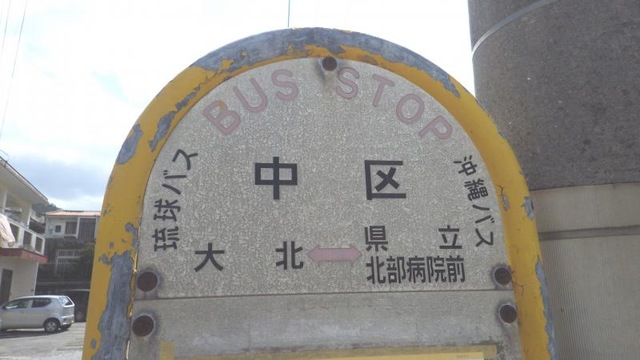 BUS STOP
琉球バス
中区
沖縄バス
大北 ↔ 県立
北部病院前